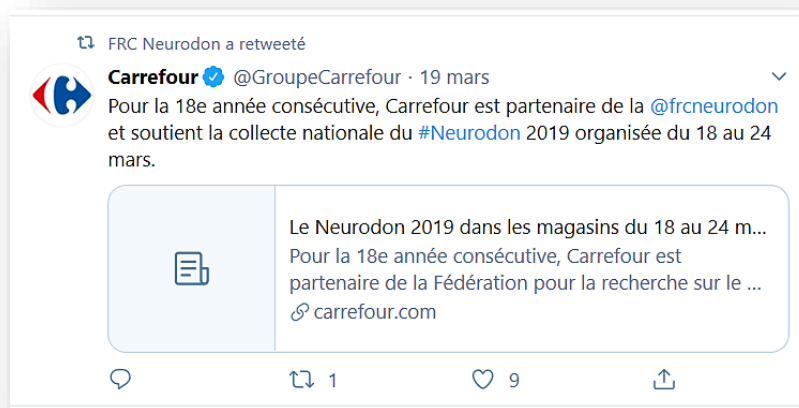 FRC Neurodon a retweeté
Carrefour @GroupeCarrefour · 19 mars
Pour la 18e année consécutive, Carrefour est partenaire de la @frcneurodon
et soutient la collecte nationale du #Neurodon 2019 organisée du 18 au 24
mars.
Le Neurodon 2019 dans les magasins du 18 au 24 m...
Pour la 18e année consécutive, Carrefour est
partenaire de la Fédération pour la recherche sur le ...
carrefour.com
1 9